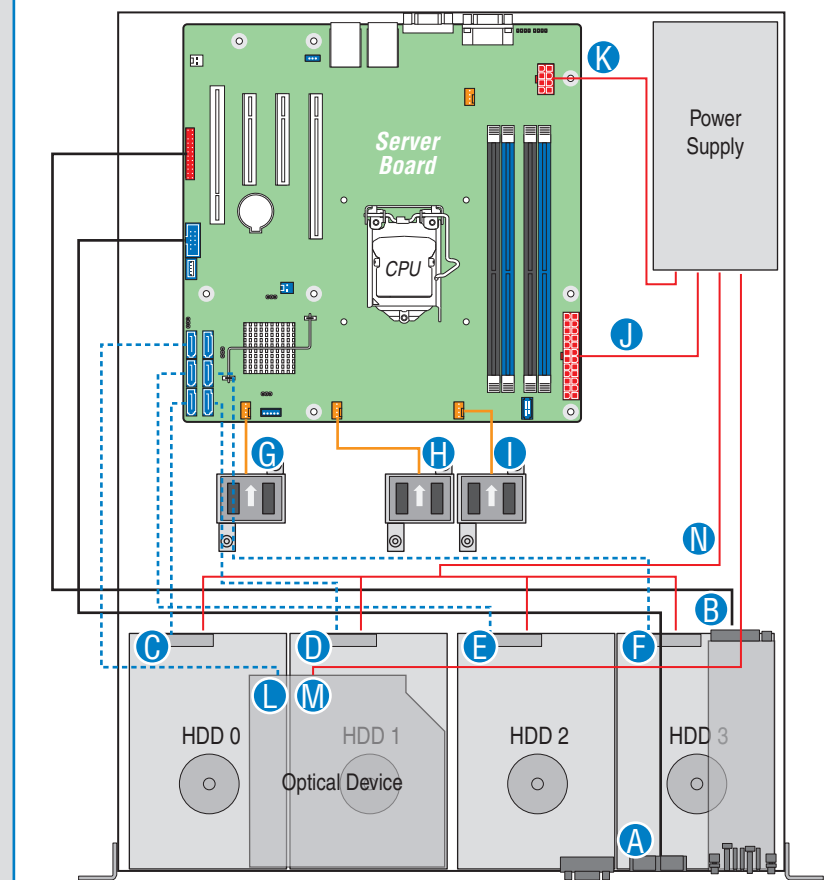 K
Power
Supply
Server
Board
CPU
J
G
H
I
N
B
C
D
E
F
L
M
HDD 0
HDD 1
HDD 2
HDD 3
Optical Device
A